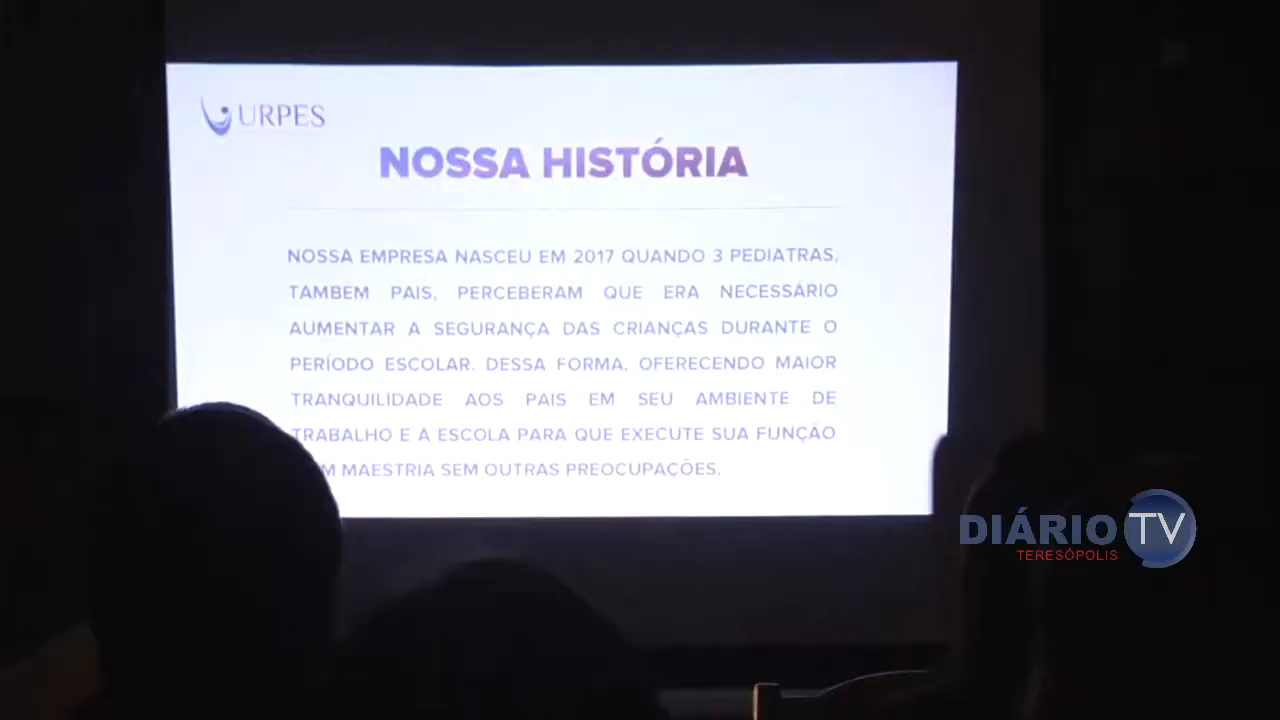 URPES
NOSSA HISTÓRIA
NOSSA EMPRESA NASCEU EM 2017 QUANDO 3 PEDIATRAS,
TAMBEM PAIS, PERCEBERAM QUE ERA NECESSÁRIO
AUMENTAR A SEGURANÇA DAS CRIANÇAS DURANTE O
PERÍODO ESCOLAR. DESSA FORMA, OFERECENDO MAIOR
TRANQUILIDADE AOS PAIS EM SEU AMBIENTE DE
TRABALHO E A ESCOLA PARA QUE EXECUTE SUA FUNÇÃO
MAESTRIA SEM OUTRAS PREOCUPAÇÕES.
DIÁRIO TV
TERESÓPOLIS